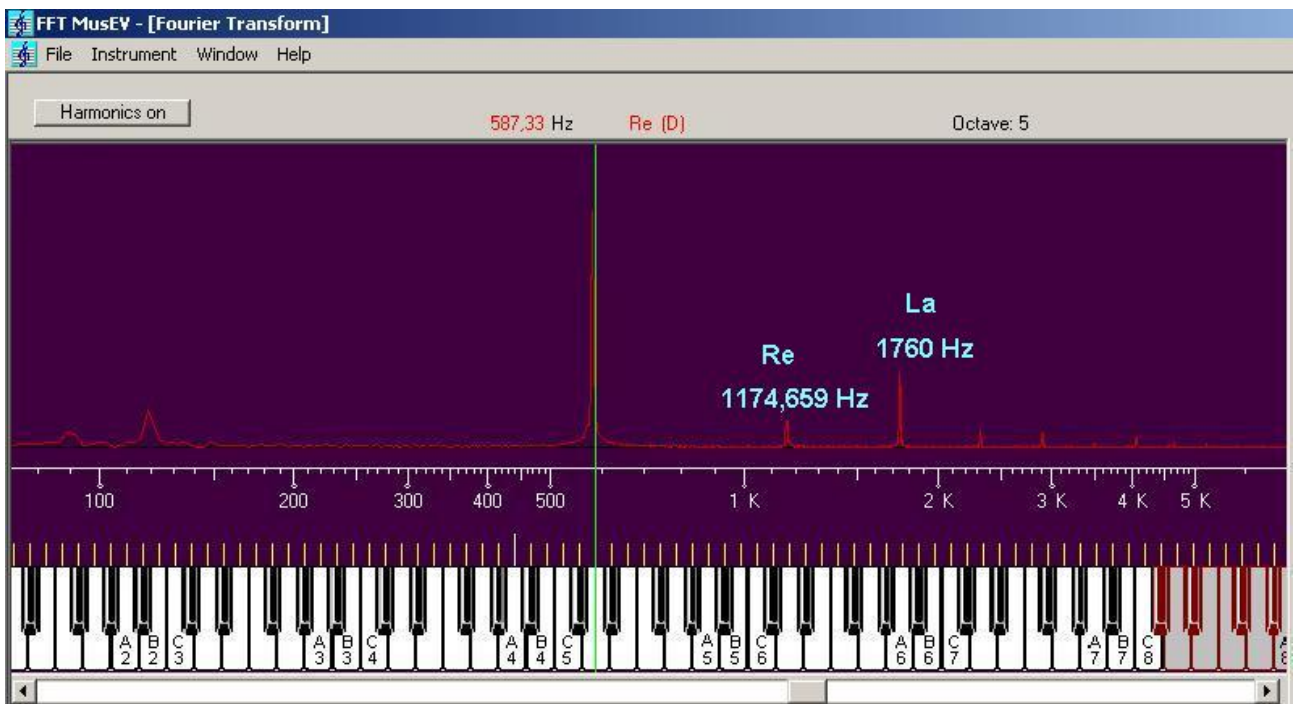 FFT MusEV - [Fourier Transform]
File Instrument Window Help
Harmonics on
587,33 Hz Re (D) Octave: 5
La
1760 Hz
Re
1174,659 Hz
100 200 300 400 500 1 K 2 K 3 K 4 K 5 K
A B C A B C A B C A B C A B C A B C A
2 2 3 3 3 4 4 4 5 5 5 6 6 6 7 7 7 8 8